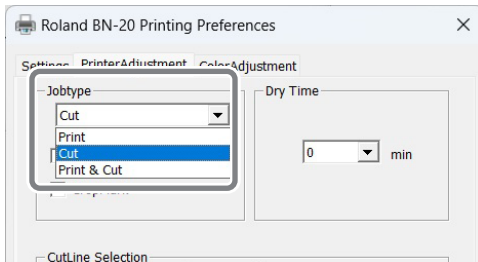 Roland BN-20 Printing Preferences
Settings PrinterAdjustment ColorAdjustment
Jobtype
Dry Time
Cut
Print
Cut
0 min
Print & Cut
CutLine Selection